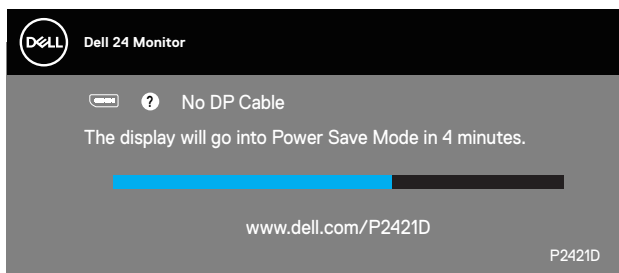 DELL
Dell 24 Monitor
? No DP Cable
The display will go into Power Save Mode in 4 minutes.
www.dell.com/P2421D
P2421D